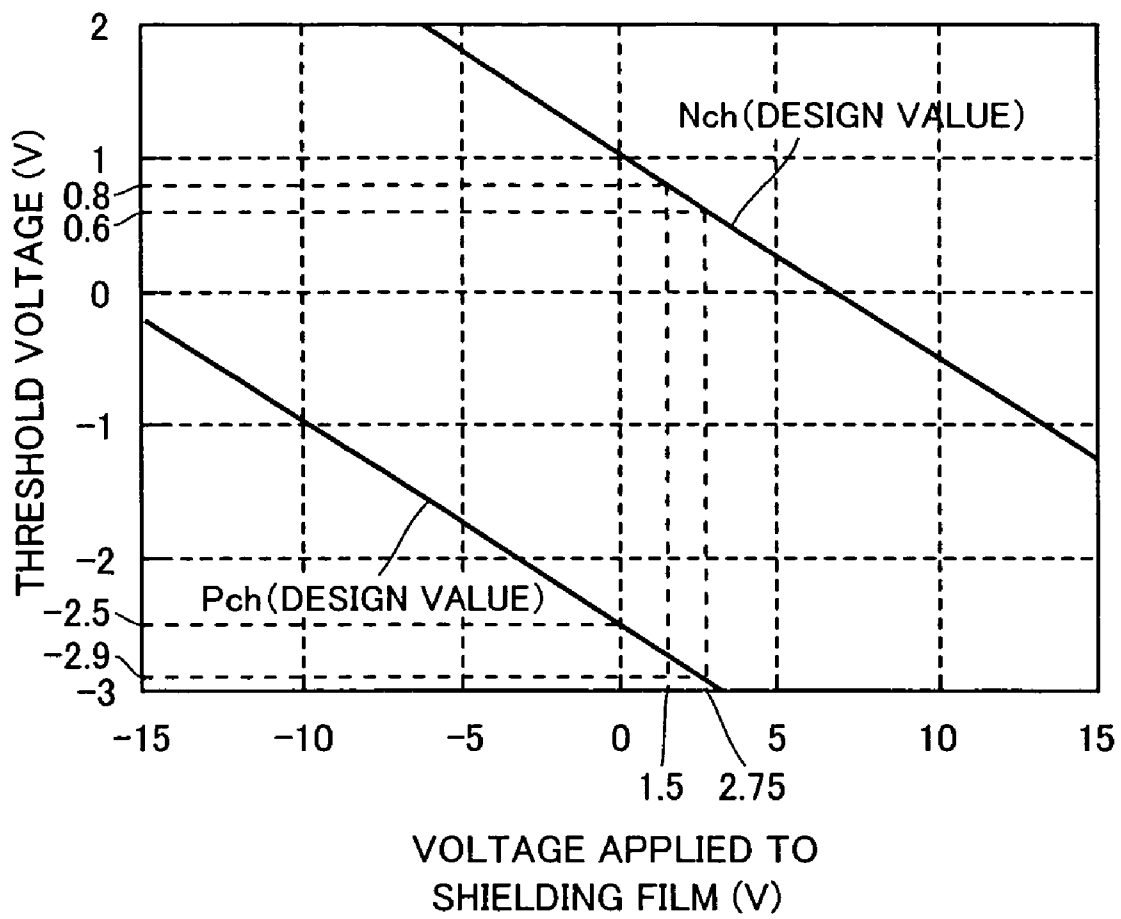 THRESHOLD VOLTAGE (V)
2
1
0.8
0.6
0
-1
-2
-2.5
-2.9
-3
Nch(DESIGN VALUE)
Pch(DESIGN VALUE)
-15 -10 -5 0 5 10 15
1.5 2.75
VOLTAGE APPLIED TO
SHIELDING FILM (V)